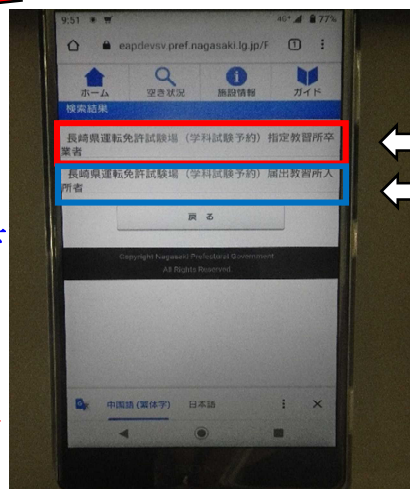 9:51
4G+ 77%
eapdevsv.pref.nagasaki.lg.jp/F
1
ホーム 空き状況 施設情報 ガイド
検索結果
長崎県運転免許試験場（学科試験予約）指定教習所卒
業者
長崎県運転免許試験場（学科試験予約）届出教習所入
所者
戻る
Copyright Nagasaki Prefectural Government
All Rights Reserved.
中国語 (繁体字) 日本語